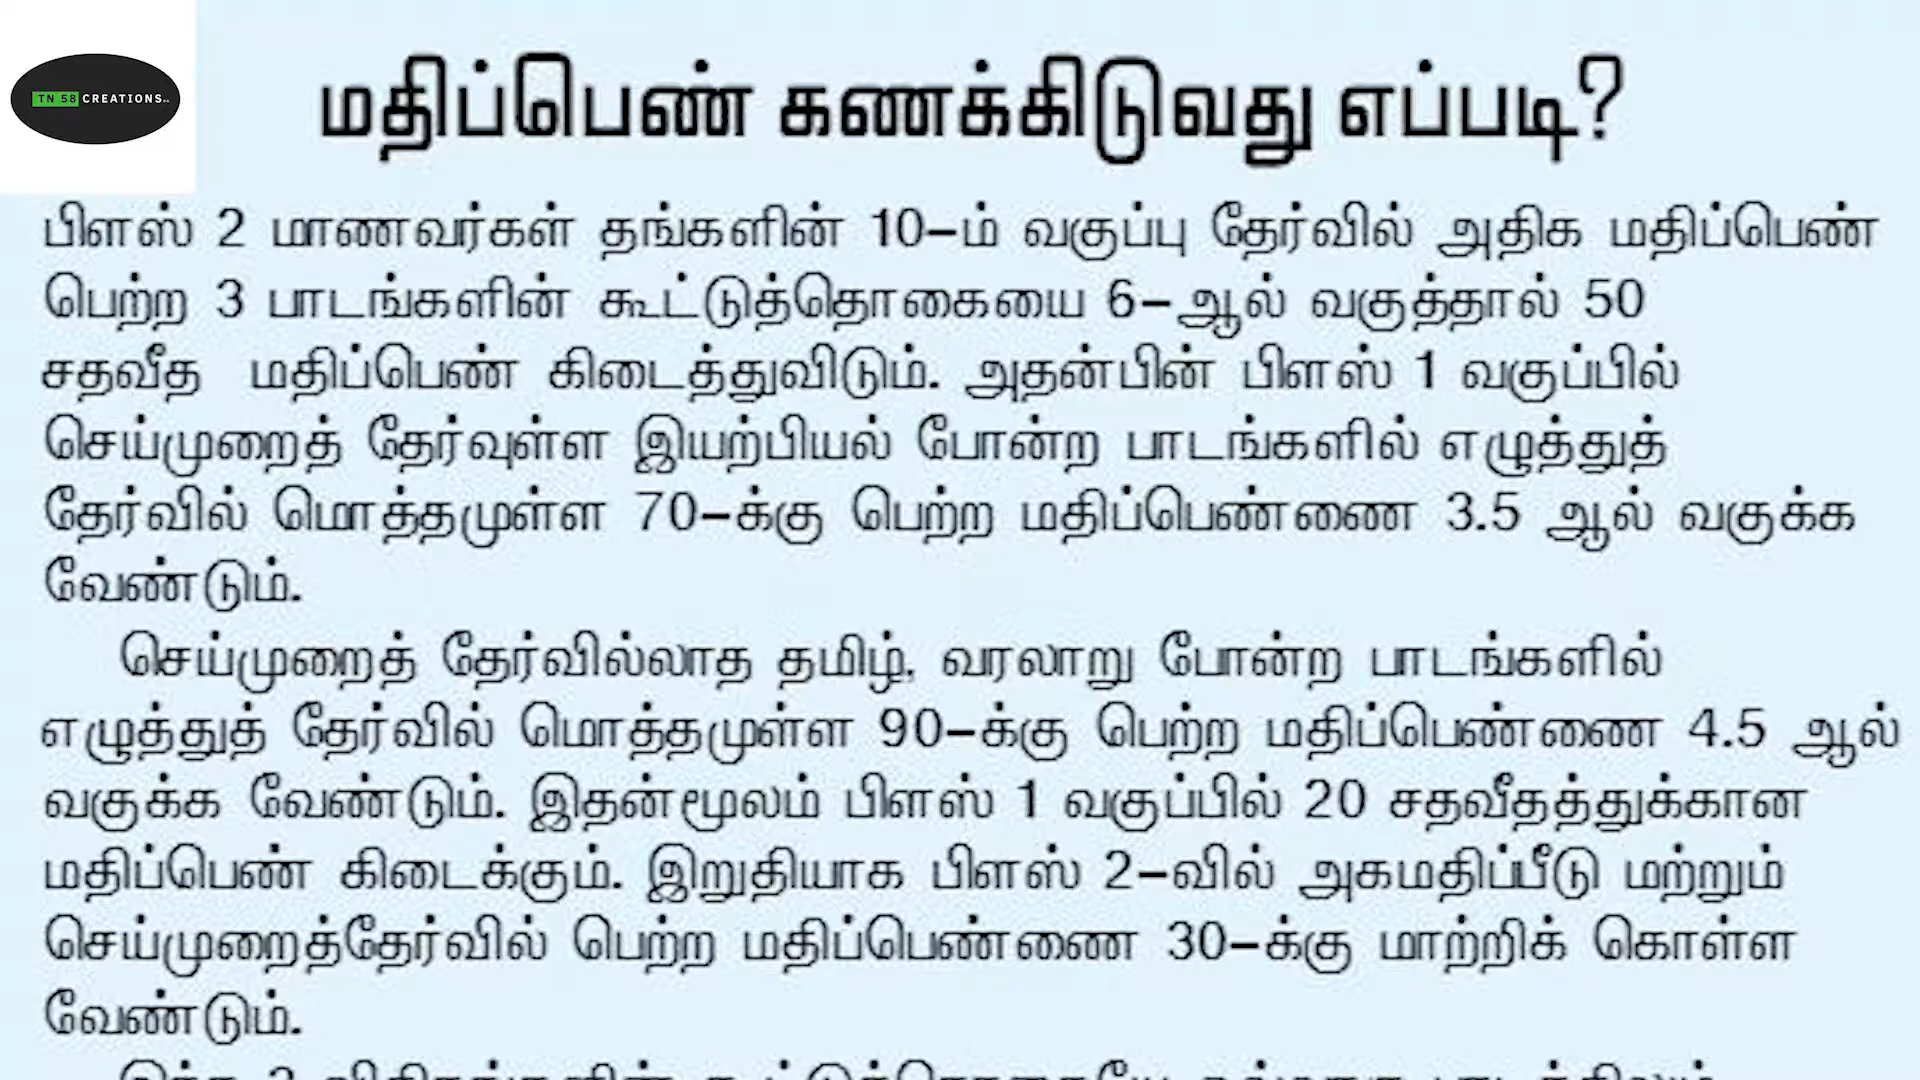 TN 58 CREATIONS
மதிப்பெண் கணக்கிடுவது எப்படி?
பிளஸ் 2 மாணவர்கள் தங்களின் 10-ம் வகுப்பு தேர்வில் அதிக மதிப்பெண்
பெற்ற 3 பாடங்களின் கூட்டுத்தொகையை 6-ஆல் வகுத்தால் 50
சதவீத மதிப்பெண் கிடைத்துவிடும். அதன்பின் பிளஸ் 1 வகுப்பில்
செய்முறைத் தேர்வுள்ள இயற்பியல் போன்ற பாடங்களில் எழுத்துத்
தேர்வில் மொத்தமுள்ள 70-க்கு பெற்ற மதிப்பெண்ணை 3.5 ஆல் வகுக்க
வேண்டும்.
செய்முறைத் தேர்வில்லாத தமிழ், வரலாறு போன்ற பாடங்களில்
எழுத்துத் தேர்வில் மொத்தமுள்ள 90-க்கு பெற்ற மதிப்பெண்ணை 4.5 ஆல்
வகுக்க வேண்டும். இதன்மூலம் பிளஸ் 1 வகுப்பில் 20 சதவீதத்துக்கான
மதிப்பெண் கிடைக்கும். இறுதியாக பிளஸ் 2-வில் அகமதிப்பீடு மற்றும்
செய்முறைத்தேர்வில் பெற்ற மதிப்பெண்ணை 30-க்கு மாற்றிக் கொள்ள
வேண்டும்.